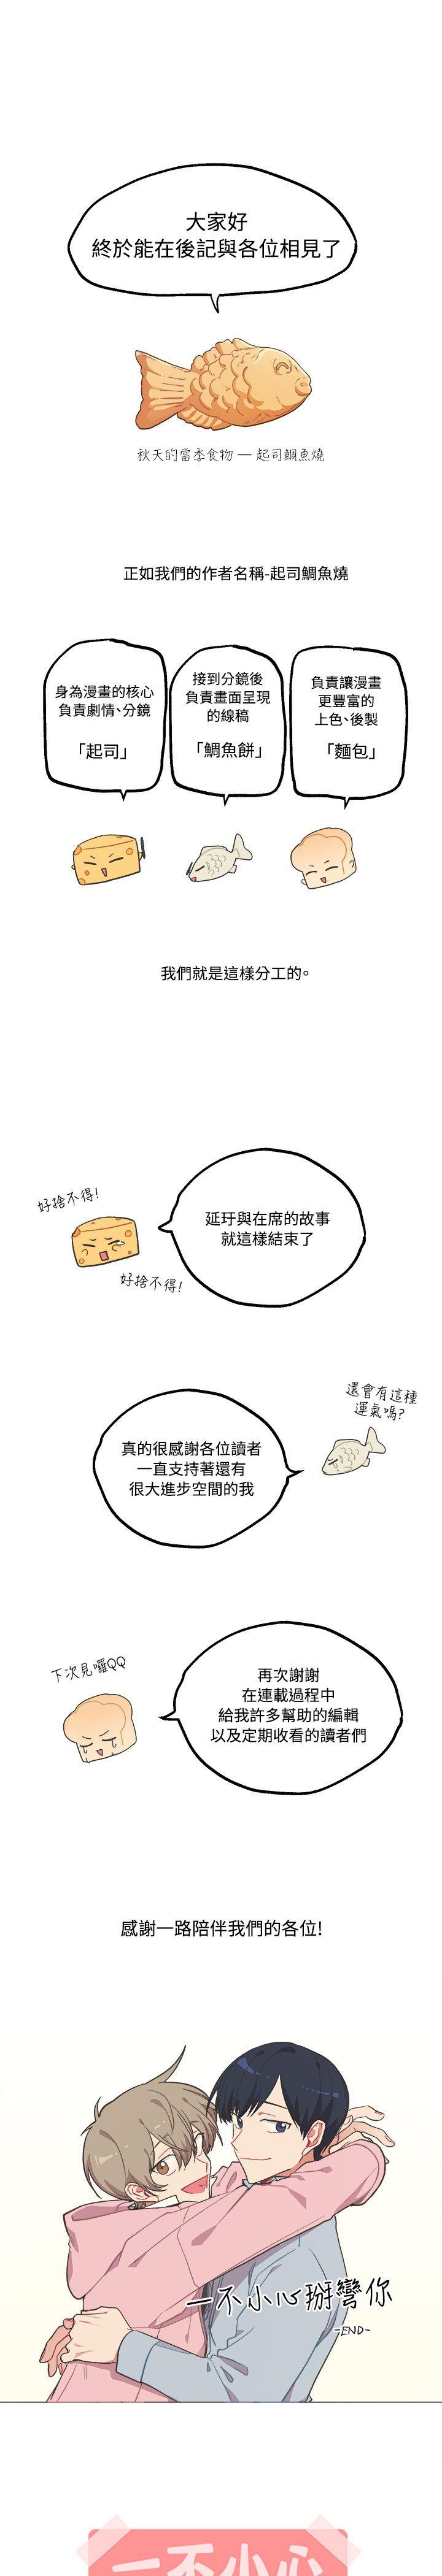 大家好
終於能在後記與各位相見了
秋天的當季食物 — 起司鯛魚燒
正如我們的作者名稱-起司鯛魚燒
身為漫畫的核心
負責劇情、分鏡
「起司」
接到分鏡後
負責畫面呈現
的線稿
「鯛魚餅」
負責讓漫畫
更豐富的
上色、後製
「麵包」
我們就是這樣分工的。
好捨不得!
延玗與在席的故事
就這樣結束了
好捨不得!
還會有這種
運氣嗎?
真的很感謝各位讀者
一直支持著還有
很大進步空間的我
下次見囉QQ
再次謝謝
在連載過程中
給我許多幫助的編輯
以及定期收看的讀者們
感謝一路陪伴我們的各位!
一不小心掰彎你
-END-
一不小心